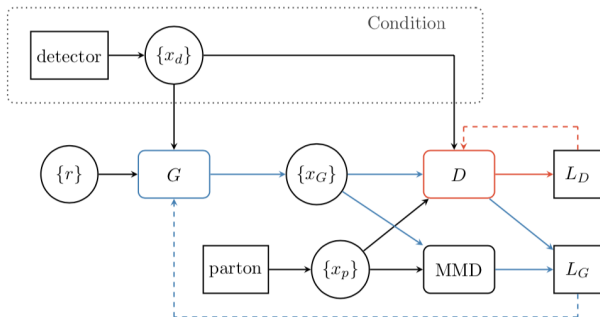 Condition
detector
{x_d}
{r}
G
{x_G}
D
L_D
parton
{x_p}
MMD
L_G